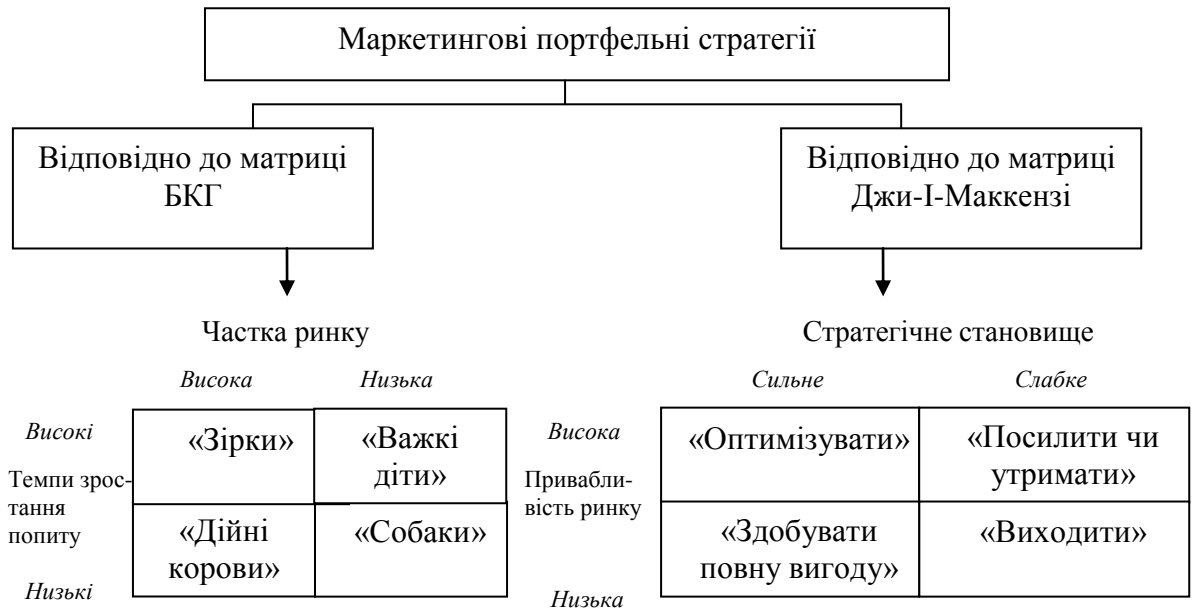 Маркетингові портфельні стратегії
Відповідно до матриці
БКГ
Відповідно до матриці
Джи-І-Маккензі
Частка ринку
Висока
Низька
Високі
Темпи зрос-
тання
попиту
Низькі
«Зірки»
«Важкі
діти»
«Дійні
корови»
«Собаки»
Стратегічне становище
Сильне
Слабке
Висока
Привабли-
вість ринку
Низька
«Оптимізувати»
«Посилити чи
утримати»
«Здобувати
повну вигоду»
«Виходити»